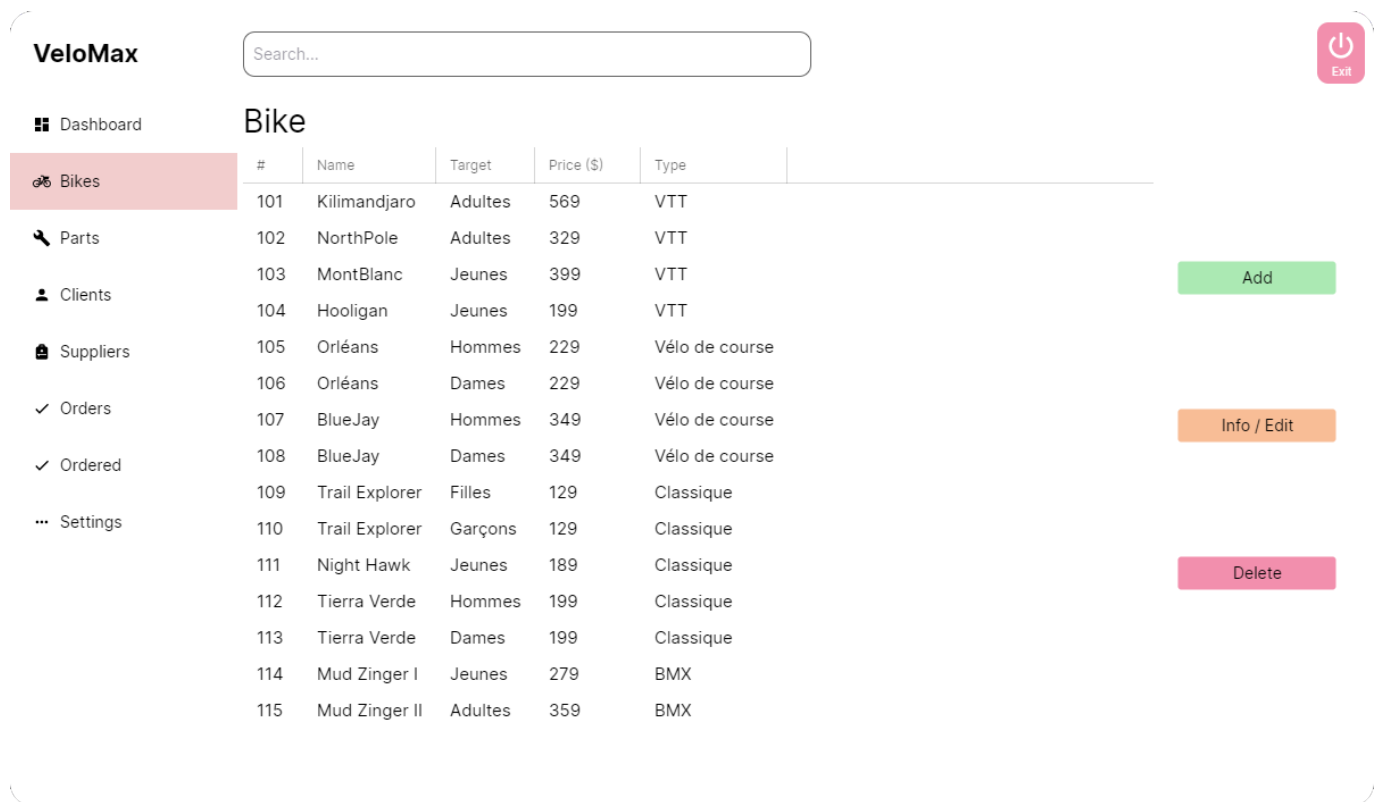 VeloMax
Search...
Exit
Dashboard
Bikes
Parts
Clients
Suppliers
Orders
Ordered
Settings
Bike
# Name Target Price ($) Type
101 Kilimandjaro Adultes 569 VTT
102 NorthPole Adultes 329 VTT
103 MontBlanc Jeunes 399 VTT
104 Hooligan Jeunes 199 VTT
105 Orléans Hommes 229 Vélo de course
106 Orléans Dames 229 Vélo de course
107 BlueJay Hommes 349 Vélo de course
108 BlueJay Dames 349 Vélo de course
109 Trail Explorer Filles 129 Classique
110 Trail Explorer Garçons 129 Classique
111 Night Hawk Jeunes 189 Classique
112 Tierra Verde Hommes 199 Classique
113 Tierra Verde Dames 199 Classique
114 Mud Zinger I Jeunes 279 BMX
115 Mud Zinger II Adultes 359 BMX
Add
Info / Edit
Delete